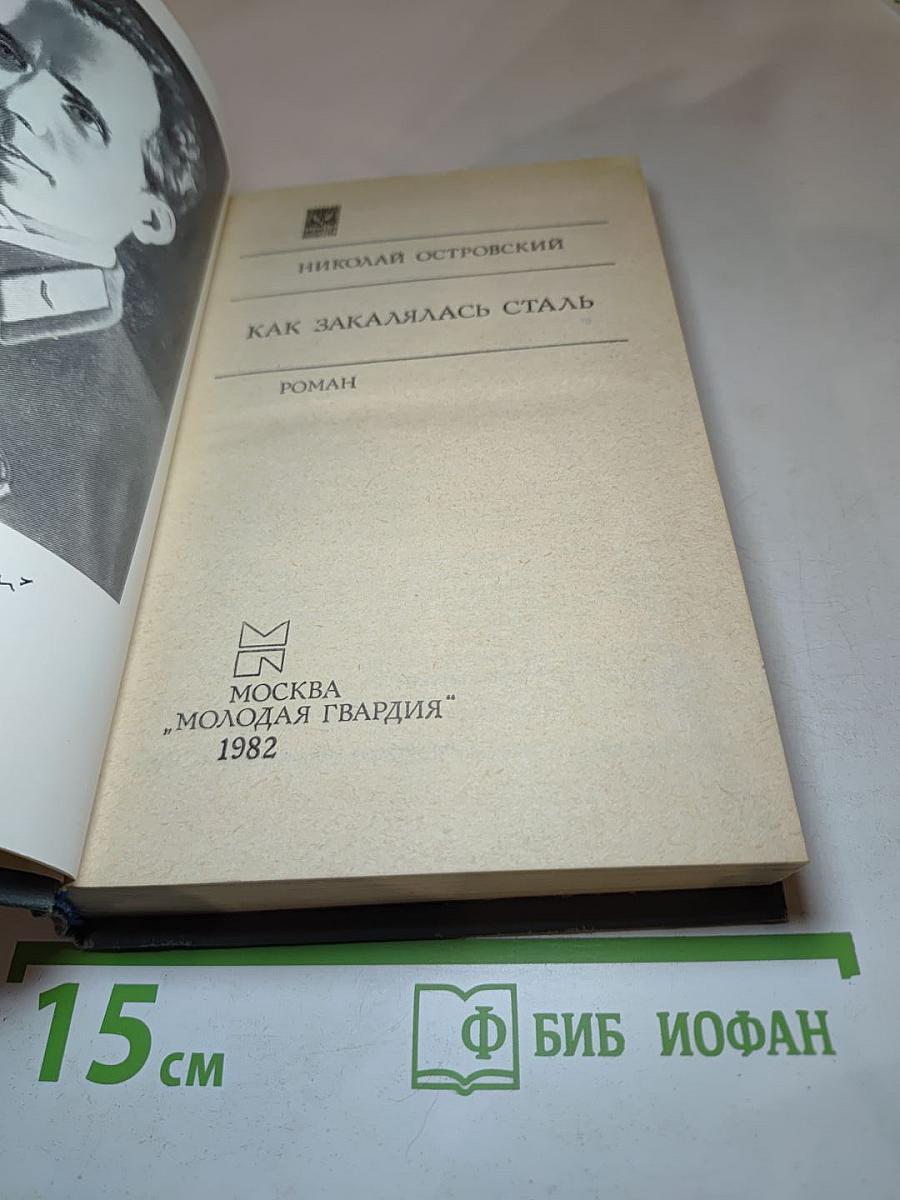 НИКОЛАЙ ОСТРОВСКИЙ
КАК ЗАКАЛЯЛАСЬ СТАЛЬ
РОМАН
МОСКВА
„МОЛОДАЯ ГВАРДИЯ“
1982
15 см
Ф БИБ ИОФАН